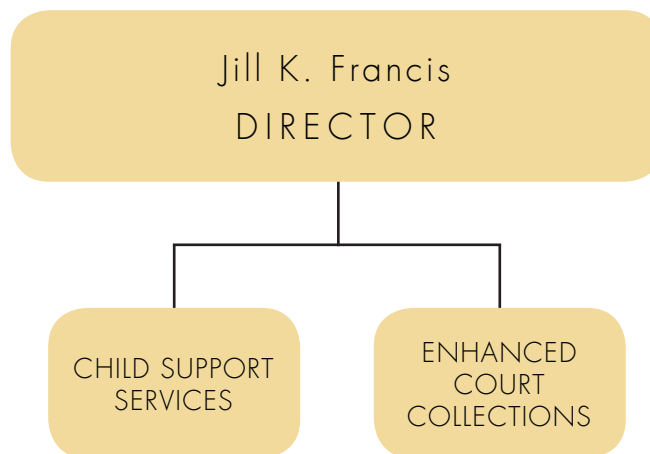 Jill K. Francis
DIRECTOR
CHILD SUPPORT
SERVICES
ENHANCED
COURT
COLLECTIONS